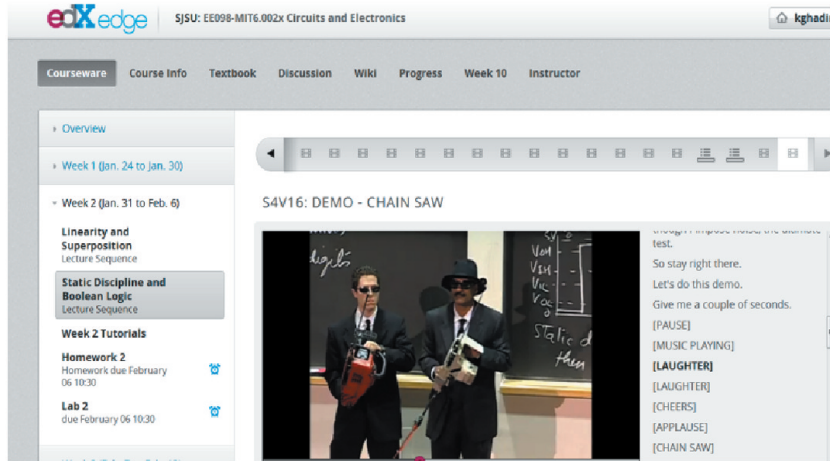 edX edge
SJSU: EE098-MIT6.002x Circuits and Electronics
Courseware
Course Info
Textbook
Discussion
Wiki
Progress
Week 10
Instructor
Overview
Week 1 (Jan. 24 to Jan. 30)
Week 2 (Jan. 31 to Feb. 6)
Linearity and
Superposition
Lecture Sequence
Static Discipline and
Boolean Logic
Lecture Sequence
Week 2 Tutorials
Homework 2
Homework due February
06 10:30
Lab 2
due February 06 10:30
S4V16: DEMO - CHAIN SAW
digits
Static d
then
test.
So stay right there.
Let's do this demo.
Give me a couple of seconds.
[PAUSE]
[MUSIC PLAYING]
[LAUGHTER]
[LAUGHTER]
[CHEERS]
[APPLAUSE]
[CHAIN SAW]